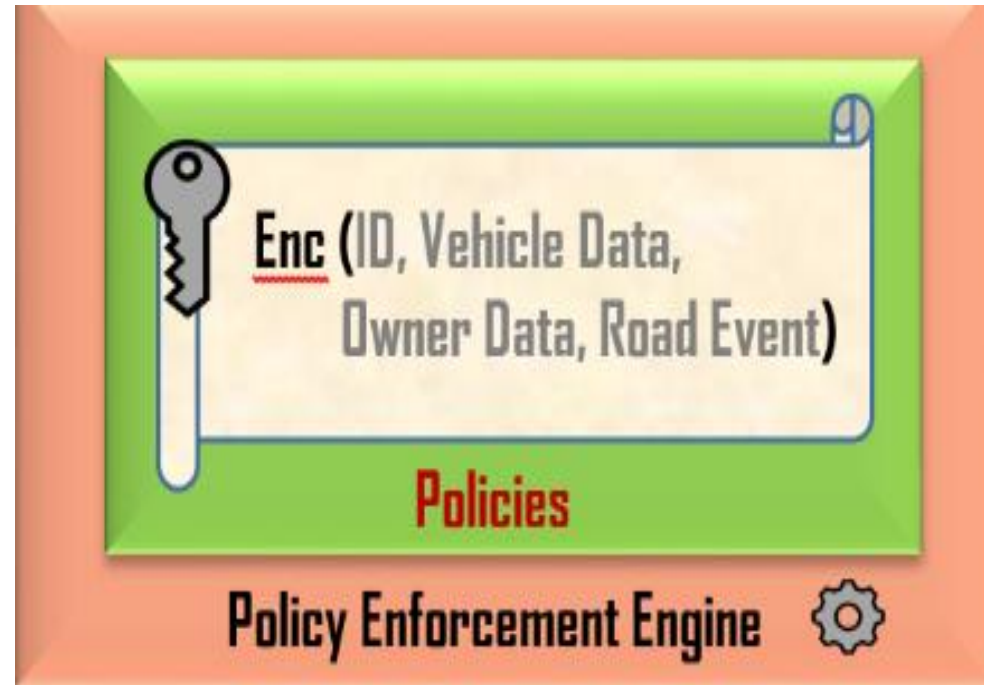 Enc (ID, Vehicle Data,
Owner Data, Road Event)
Policies
Policy Enforcement Engine